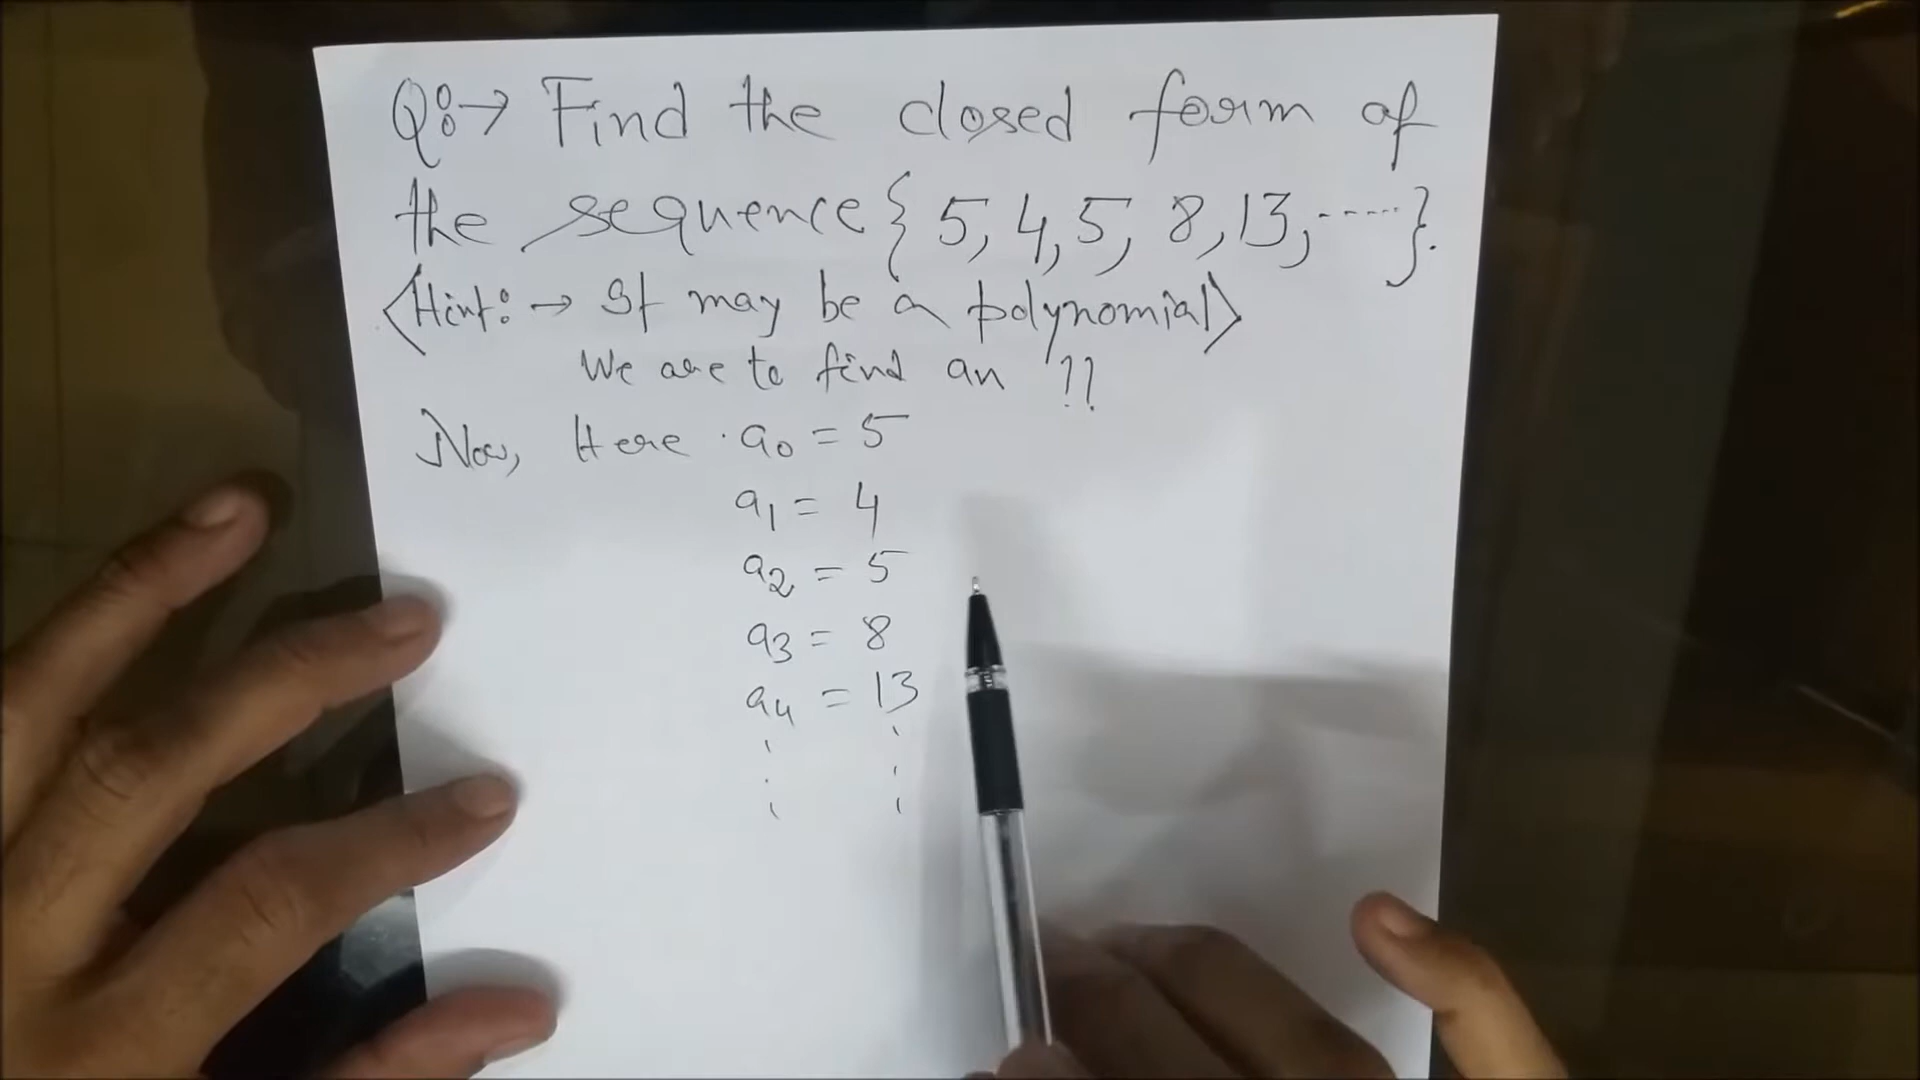 Q:→ Find the closed form of
the sequence { 5, 4, 5, 8, 13, ----- }.
<Hint:→ It may be a polynomial>
We are to find an ??
Now, Here a₀ = 5
a₁ = 4
a₂ = 5
a₃ = 8
a₄ = 13